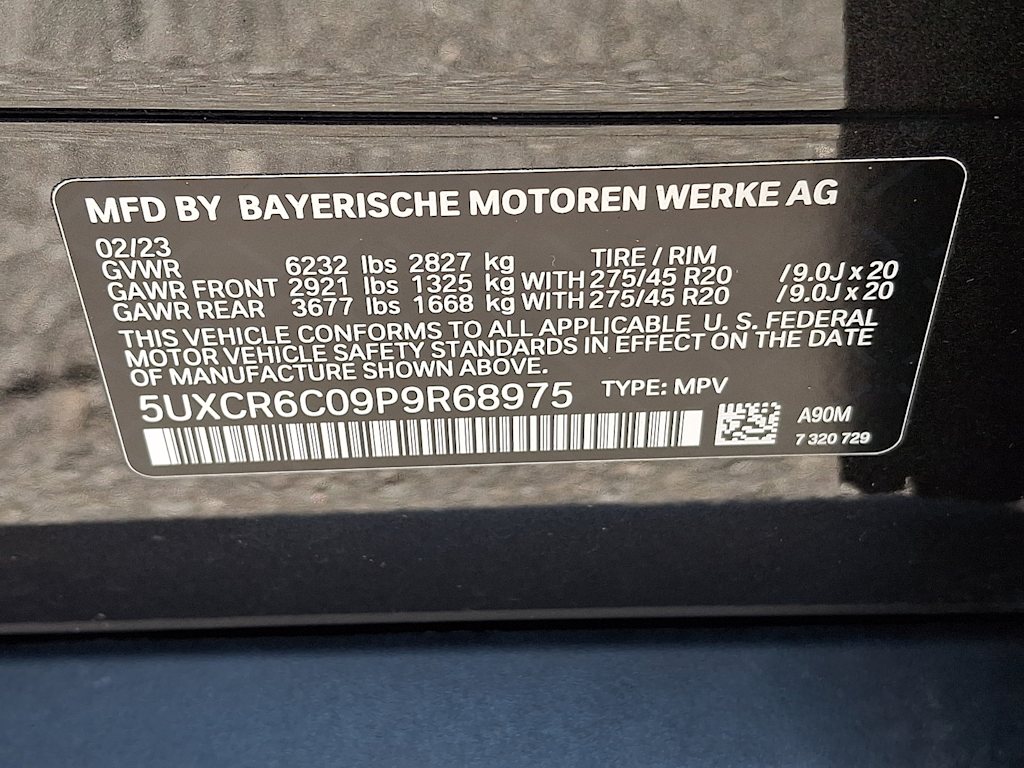 MFD BY BAYERISCHE MOTOREN WERKE AG
02/23
GVWR 6232 lbs 2827 kg TIRE / RIM
GAWR FRONT 2921 lbs 1325 kg WITH 275/45 R20 /9.0J x 20
GAWR REAR 3677 lbs 1668 kg WITH 275/45 R20 /9.0J x 20
THIS VEHICLE CONFORMS TO ALL APPLICABLE U. S. FEDERAL
MOTOR VEHICLE SAFETY STANDARDS IN EFFECT ON THE DATE
OF MANUFACTURE SHOWN ABOVE.
5UXCR6C09P9R68975 TYPE: MPV
A90M
7 320 729